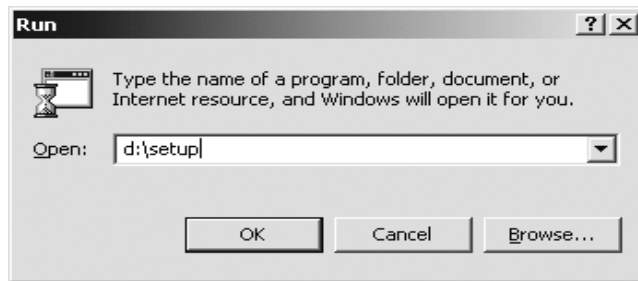 Run
Type the name of a program, folder, document, or
Internet resource, and Windows will open it for you.
Open: d:\setup
OK Cancel Browse...